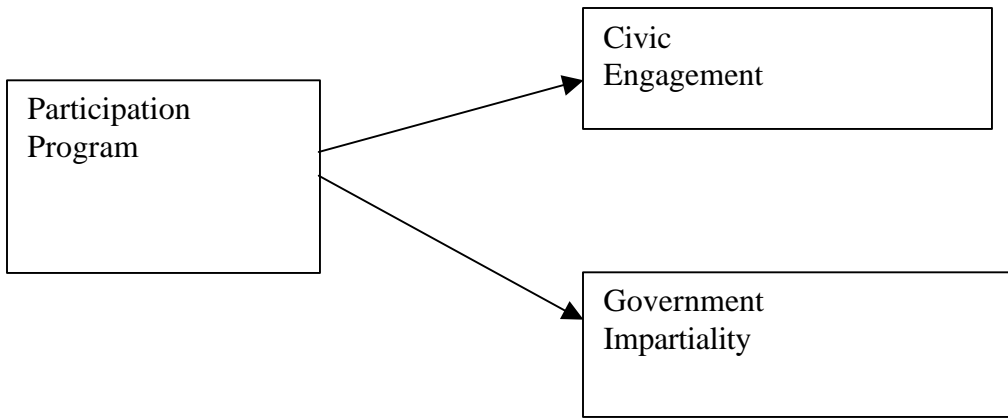 Civic
Engagement
Participation
Program
Government
Impartiality